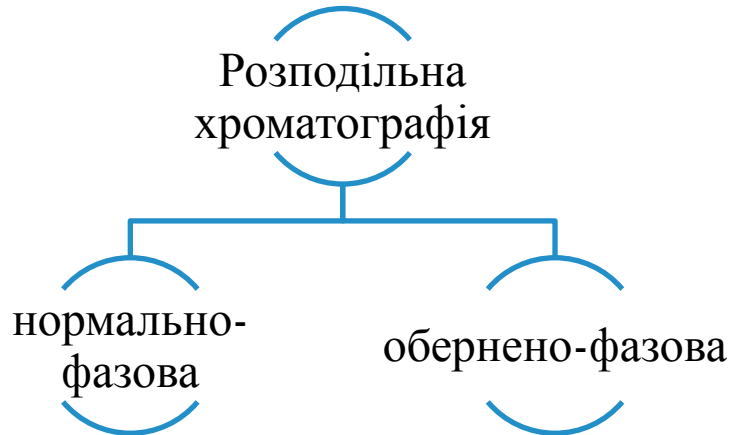 Розподільна
хроматографія
нормально-
фазова
обернено-фазова